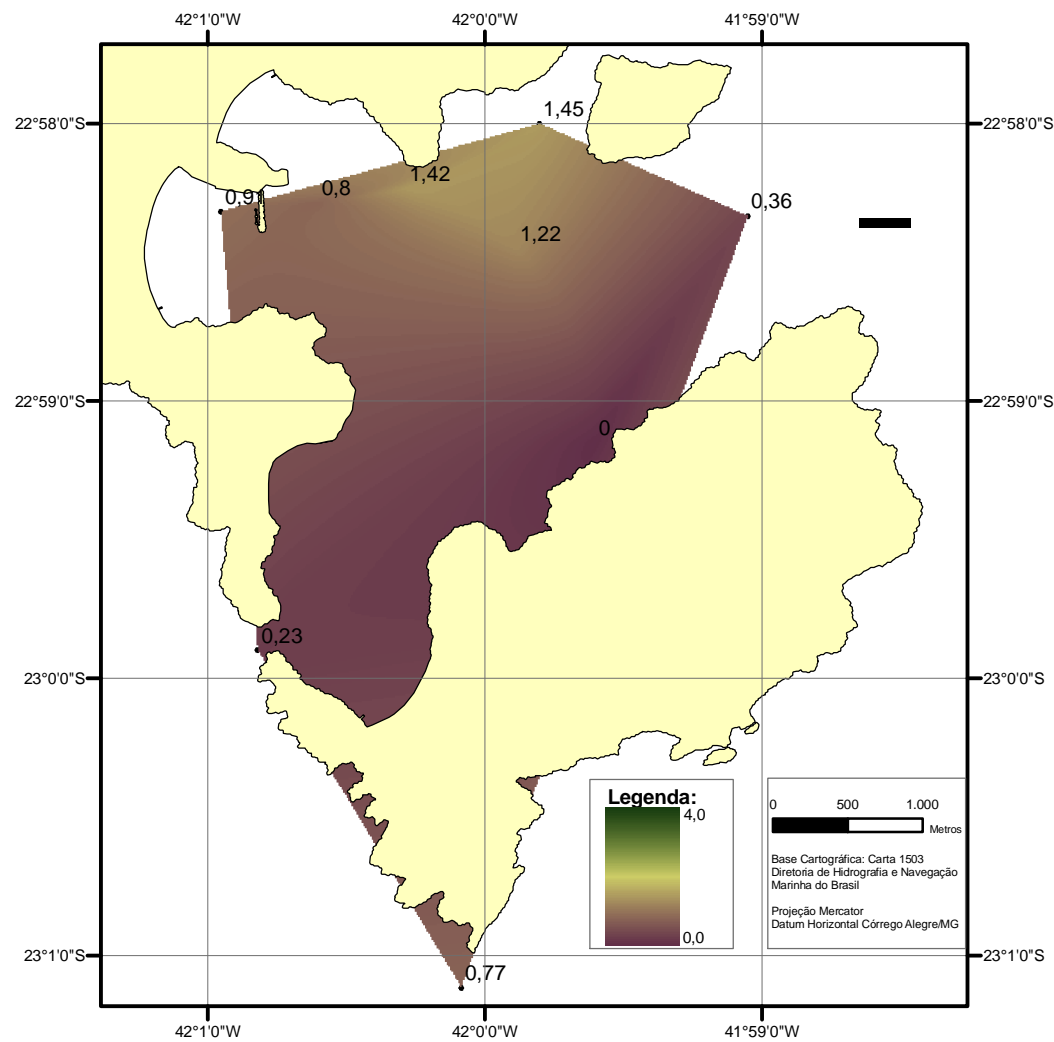 42°1'0"W 42°0'0"W 41°59'0"W
1,45
22°58'0"S 22°58'0"S
1,42
0,8
0,9
0,36
1,22
22°59'0"S 22°59'0"S
0
0,23
23°0'0"S 23°0'0"S
Legenda:
4,0
0,0
0 500 1.000
Metros
Base Cartográfica: Carta 1503
Diretoria de Hidrografia e Navegação
Marinha do Brasil
Projeção Mercator
Datum Horizontal Córrego Alegre/MG
23°1'0"S 23°1'0"S
0,77
42°1'0"W 42°0'0"W 41°59'0"W